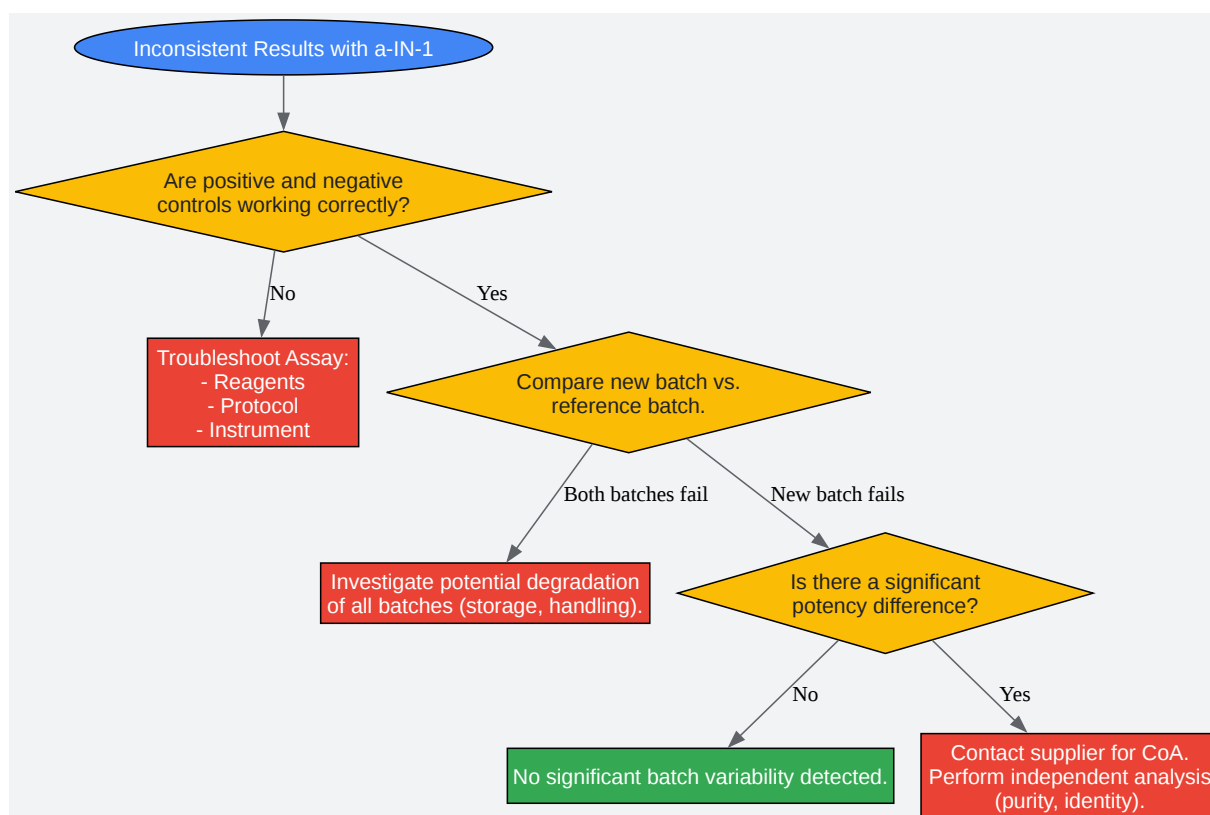 Inconsistent Results with a-IN-1
Are positive and negative
controls working correctly?
No
Yes
Troubleshoot Assay:
- Reagents
- Protocol
- Instrument
Compare new batch vs.
reference batch.
Both batches fail
New batch fails
Investigate potential degradation
of all batches (storage, handling).
Is there a significant
potency difference?
No
Yes
No significant batch variability detected.
Contact supplier for CoA.
Perform independent analysis
(purity, identity).